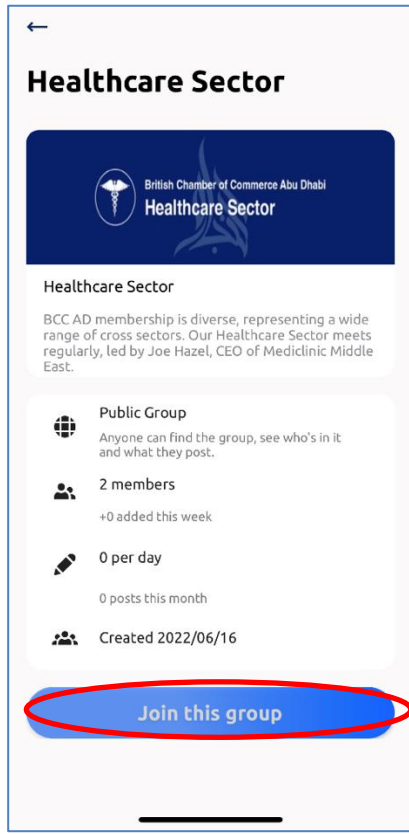 Healthcare Sector
British Chamber of Commerce Abu Dhabi
Healthcare Sector
Healthcare Sector
BCC AD membership is diverse, representing a wide
range of cross sectors. Our Healthcare Sector meets
regularly, led by Joe Hazel, CEO of Mediclinic Middle
East.
Public Group
Anyone can find the group, see who's in it
and what they post.
2 members
+0 added this week
0 per day
0 posts this month
Created 2022/06/16
Join this group